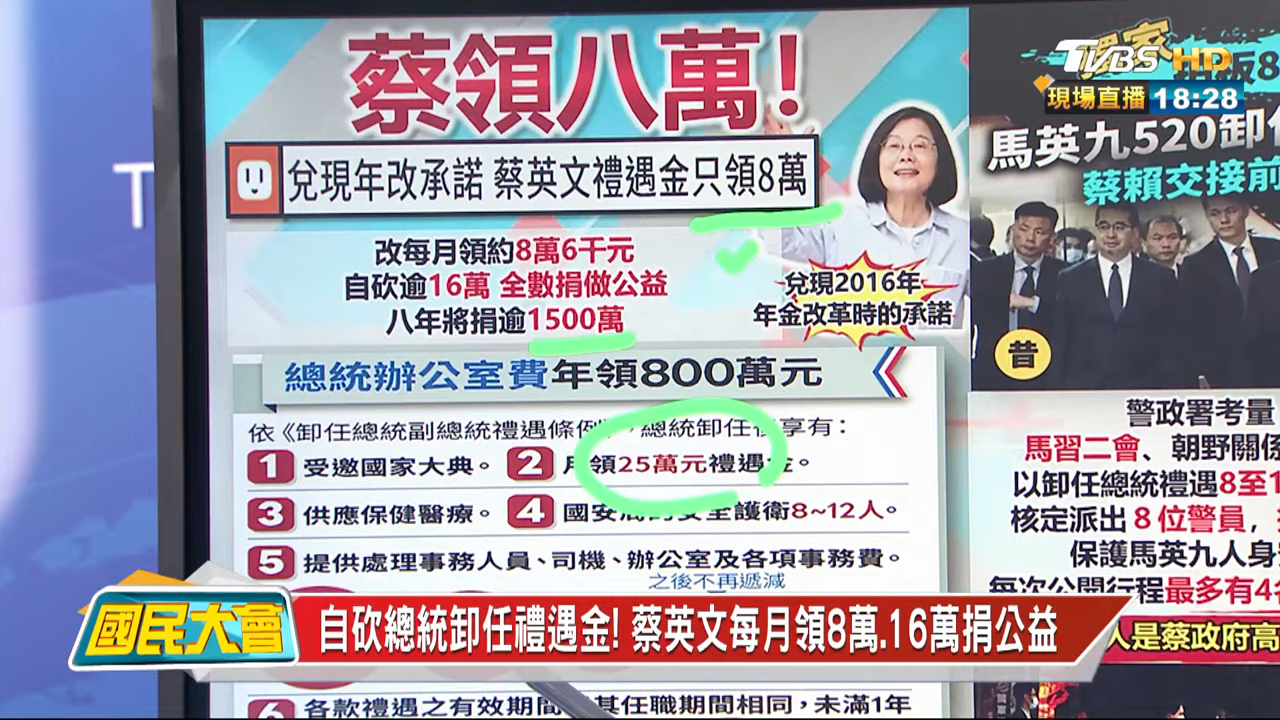 蔡領八萬!
兌現年改承諾 蔡英文禮遇金只領8萬
改每月領約8萬6千元
自砍逾16萬 全數捐做公益
八年將捐逾1500萬
兌現2016年
年金改革時的承諾
總統辦公室費年領800萬元
依《卸任總統副總統禮遇條例》,總統卸任後享有:
1 受邀國家大典。 2 月領25萬元禮遇金。
3 供應保健醫療。 4 國安局的安全護衛8~12人。
5 提供處理事務人員、司機、辦公室及各項事務費。
之後不再遞減
6 各款禮遇之有效期間 其任職期間相同,未滿1年
TVBS HD
現場直播 18:28
獨家
馬英九520卸
蔡賴交接前
昔
警政署考量
馬習二會、朝野關係
以卸任總統禮遇8至1
核定派出8位警員,
保護馬英九人身
每次公開行程最多有4
人是蔡政府高
國民大會
自砍總統卸任禮遇金! 蔡英文每月領8萬.16萬捐公益